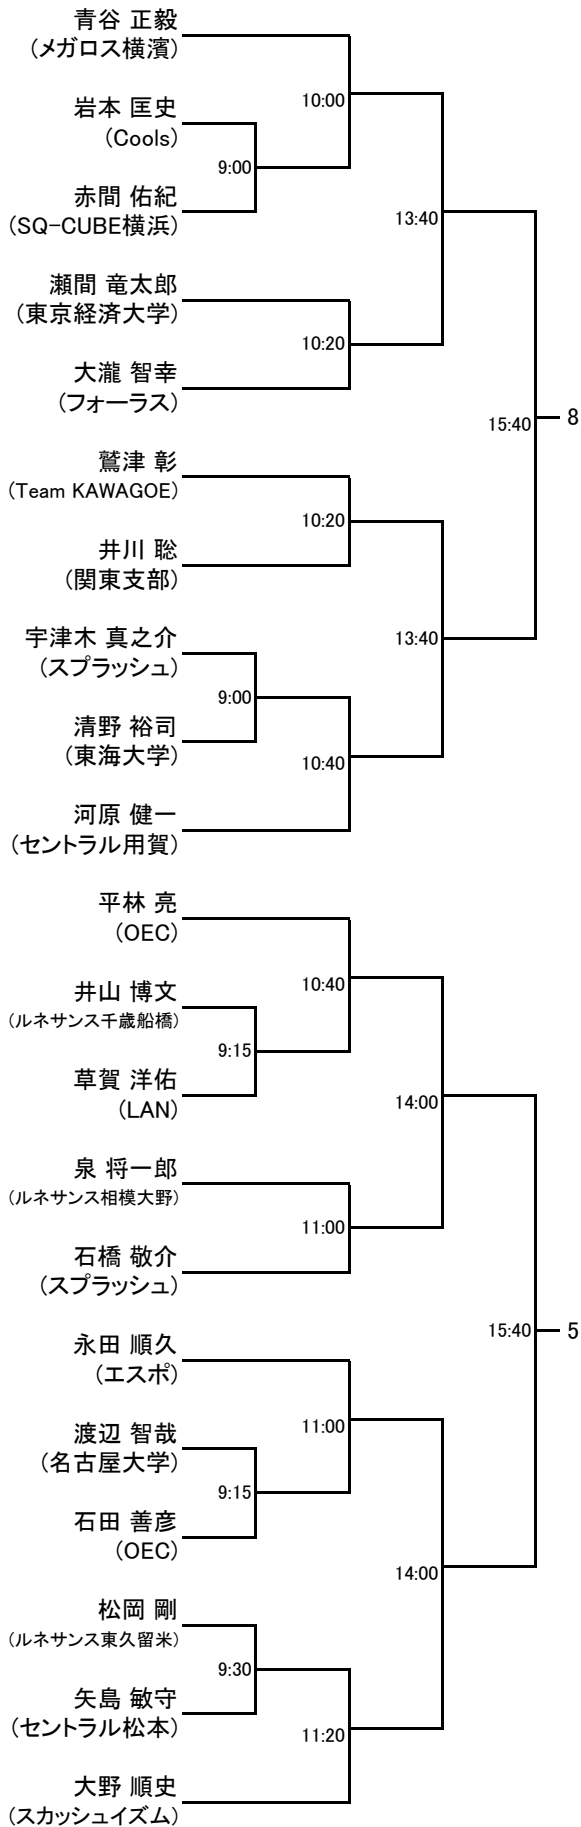 青谷 正毅
(メガロス横濱)
10:00
岩本 匡史
(Cools)
9:00
赤間 佑紀
(SQ-CUBE横浜)
13:40
瀬間 竜太郎
(東京経済大学)
10:20
大瀧 智幸
(フォーラス)
15:40
8
鷲津 彰
(Team KAWAGOE)
10:20
井川 聡
(関東支部)
宇津木 真之介
(スプラッシュ)
13:40
9:00
清野 裕司
(東海大学)
10:40
河原 健一
(セントラル用賀)
平林 亮
(OEC)
10:40
井山 博文
(ルネサンス千歳船橋)
9:15
草賀 洋佑
(LAN)
14:00
泉 将一郎
(ルネサンス相模大野)
11:00
石橋 敬介
(スプラッシュ)
15:40
5
永田 順久
(エスポ)
11:00
渡辺 智哉
(名古屋大学)
9:15
石田 善彦
(OEC)
14:00
松岡 剛
(ルネサンス東久留米)
9:30
矢島 敏守
(セントラル松本)
11:20
大野 順史
(スカッシュイズム)